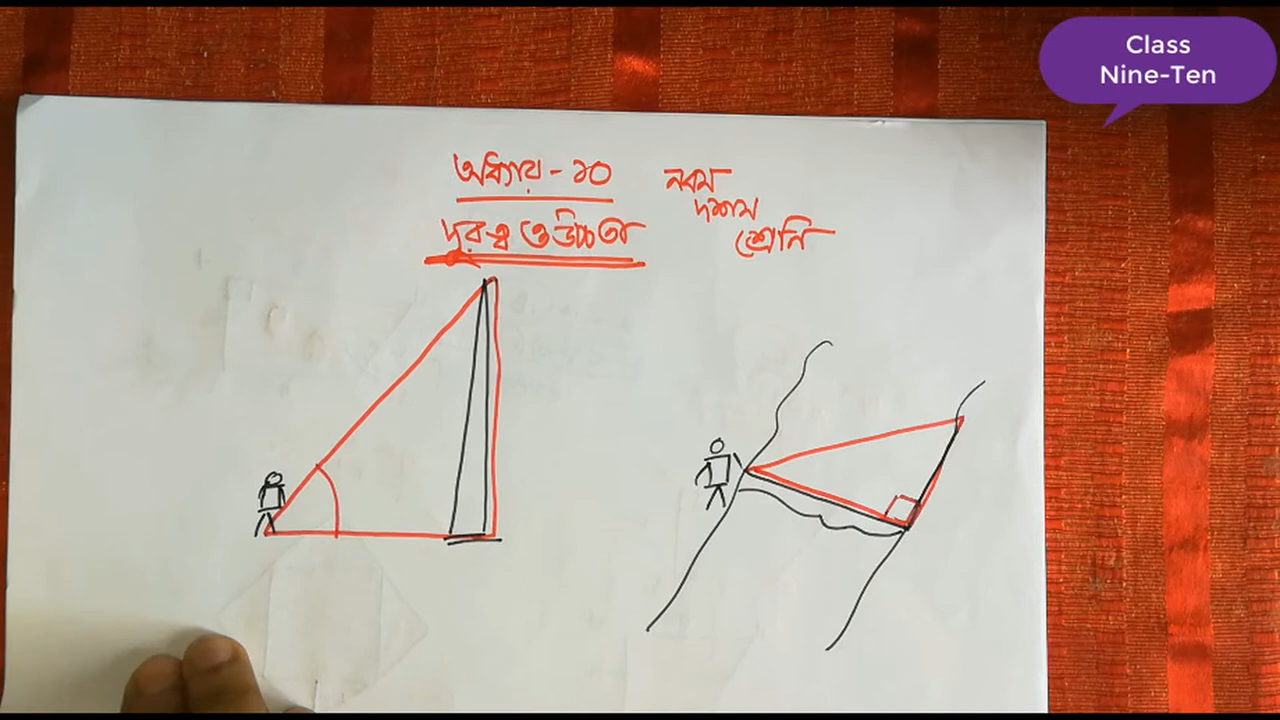 Class
Nine-Ten
অধ্যায় - ১০
দূরত্ব ও উচ্চতা
নবম
দশম
শ্রেনি